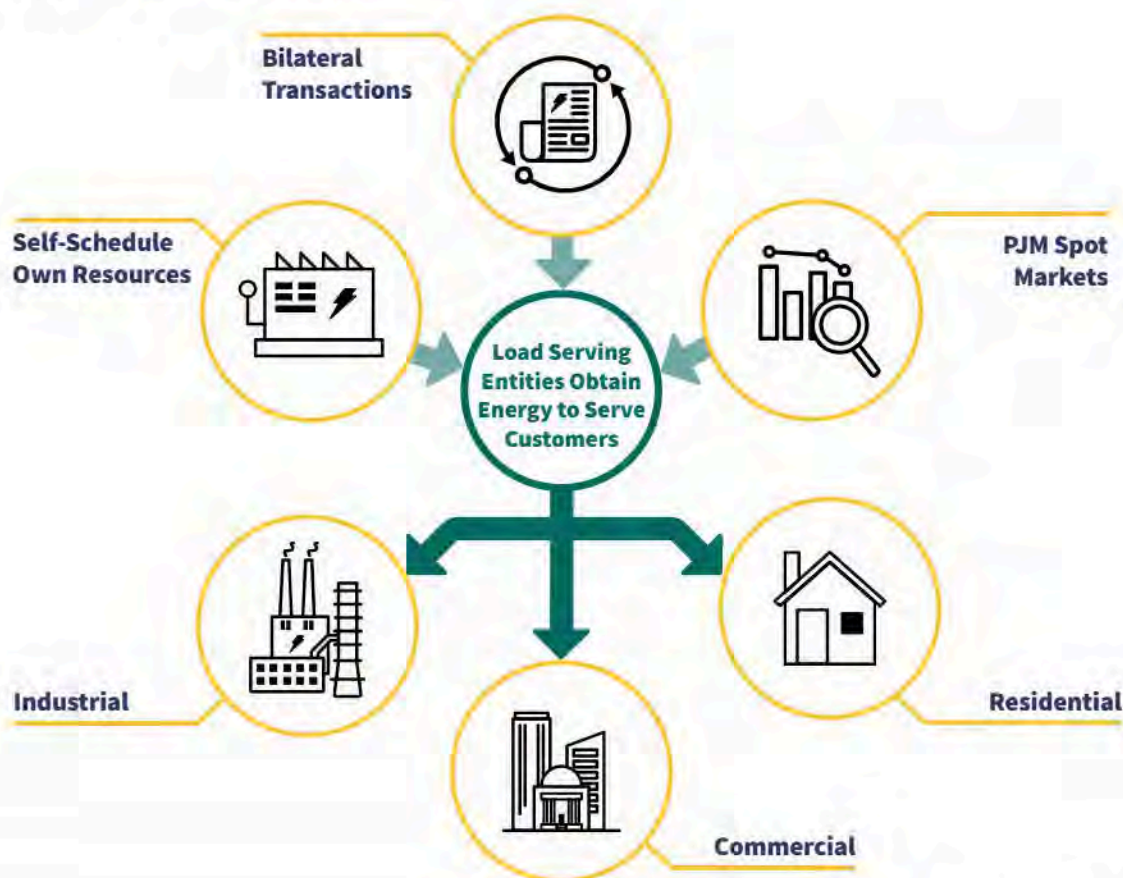 Bilateral
Transactions
Self-Schedule
Own Resources
PJM Spot
Markets
Load Serving
Entities Obtain
Energy to Serve
Customers
Industrial
Residential
Commercial